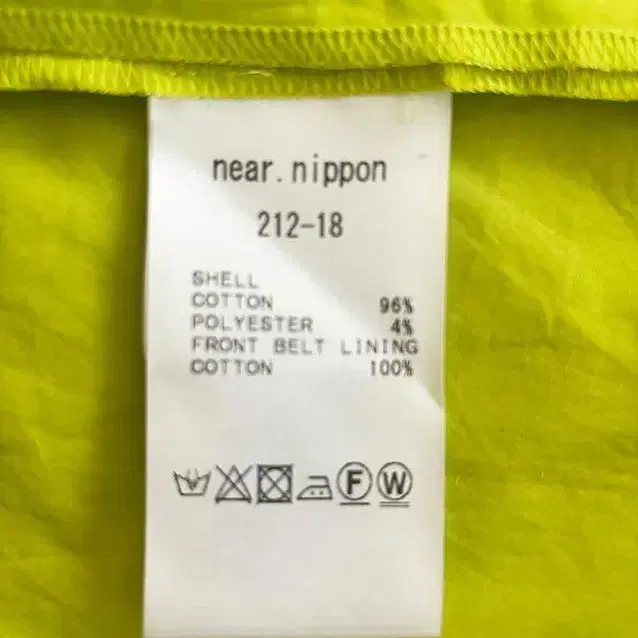 near.nippon
212-18
SHELL
COTTON 96%
POLYESTER 4%
FRONT BELT LINING
COTTON 100%
F W